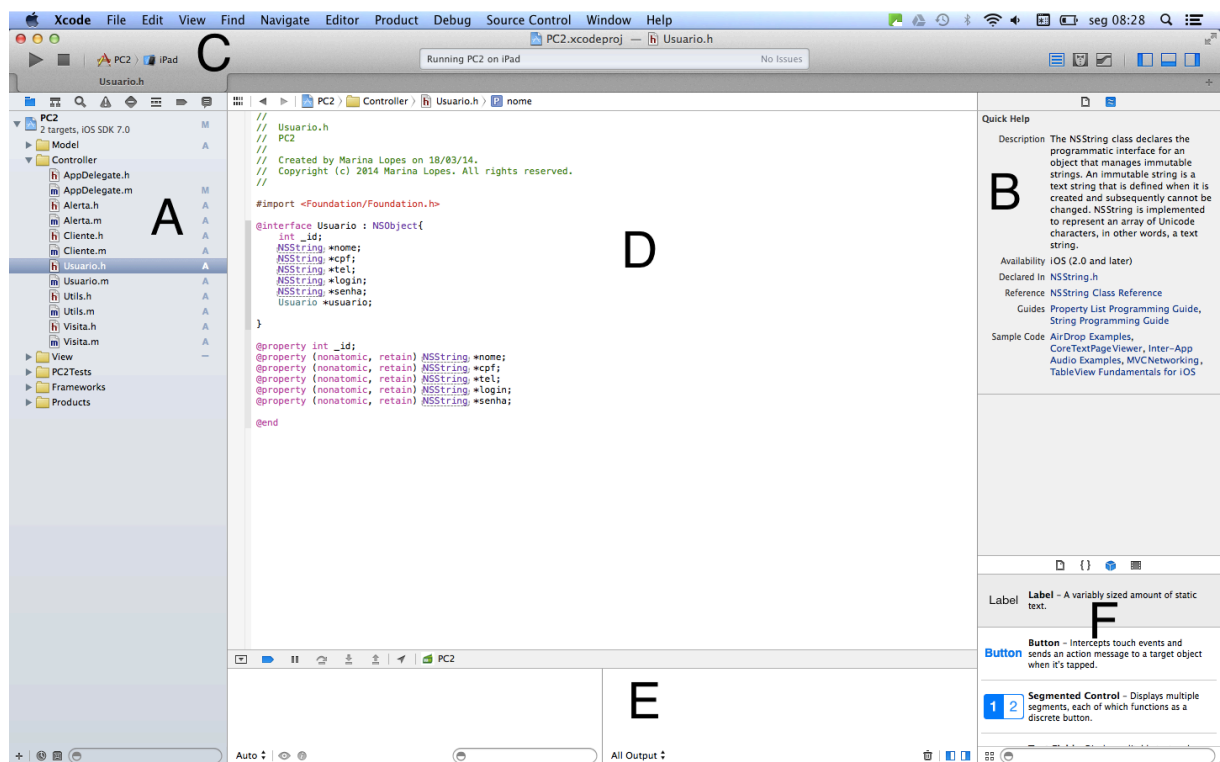 Xcode File Edit View Find Navigate Editor Product Debug Source Control Window Help seg 08:28
PC2.xcodeproj — Usuario.h
PC2 iPad C Running PC2 on iPad No Issues
Usuario.h
PC2 Controller Usuario.h nome
PC2 M
2 targets, iOS SDK 7.0
Model A
Controller
AppDelegate.h
AppDelegate.m M
Alerta.h A
Alerta.m A
Cliente.h A
Cliente.m A
Usuario.h A
Usuario.m A
Utils.h A
Utils.m A
Visita.h A
Visita.m A
View –
PC2Tests
Frameworks
Products
A
//
// Usuario.h
// PC2
//
// Created by Marina Lopes on 18/03/14.
// Copyright (c) 2014 Marina Lopes. All rights reserved.
//
#import <Foundation/Foundation.h>
@interface Usuario : NSObject{
int _id;
NSString *nome;
NSString *cpf;
NSString *tel;
NSString *login;
NSString *senha;
Usuario *usuario;
}
@property int _id;
@property (nonatomic, retain) NSString *nome;
@property (nonatomic, retain) NSString *cpf;
@property (nonatomic, retain) NSString *tel;
@property (nonatomic, retain) NSString *login;
@property (nonatomic, retain) NSString *senha;
@end
D
Quick Help
Description The NSString class declares the
programmatic interface for an
object that manages immutable
strings. An immutable string is a
text string that is defined when it is
created and subsequently cannot be
changed. NSString is implemented
to represent an array of Unicode
characters, in other words, a text
string.
B
Availability iOS (2.0 and later)
Declared In NSString.h
Reference NSString Class Reference
Guides Property List Programming Guide,
String Programming Guide
Sample Code AirDrop Examples,
CoreTextPageViewer, Inter-App
Audio Examples, MVCNetworking,
TableView Fundamentals for iOS
{}
Label Label – A variably sized amount of static
text.
F
Button Button – Intercepts touch events and
sends an action message to a target object
when it's tapped.
1 2 Segmented Control – Displays multiple
segments, each of which functions as a
discrete button.
PC2
E
Auto All Output